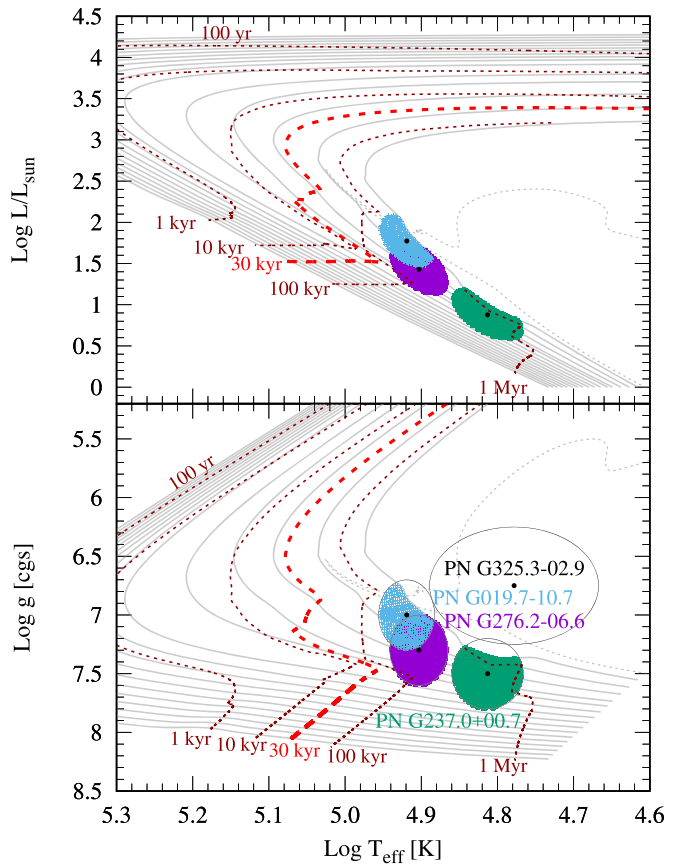 4.5
100 yr
4
3.5
3
Log L/Lsun
2.5
2
1 kyr
1.5
10 kyr
30 kyr
1
100 kyr
0.5
0
1 Myr
5.5
100 yr
6
6.5
PN G325.3-02.9
PN G019.7-10.7
Log g [cgs]
7
PN G276.2-06.6
7.5
PN G237.0+00.7
8
1 kyr
10 kyr
30 kyr
100 kyr
1 Myr
8.5
5.3 5.2 5.1 5.0 4.9 4.8 4.7 4.6
Log Teff [K]